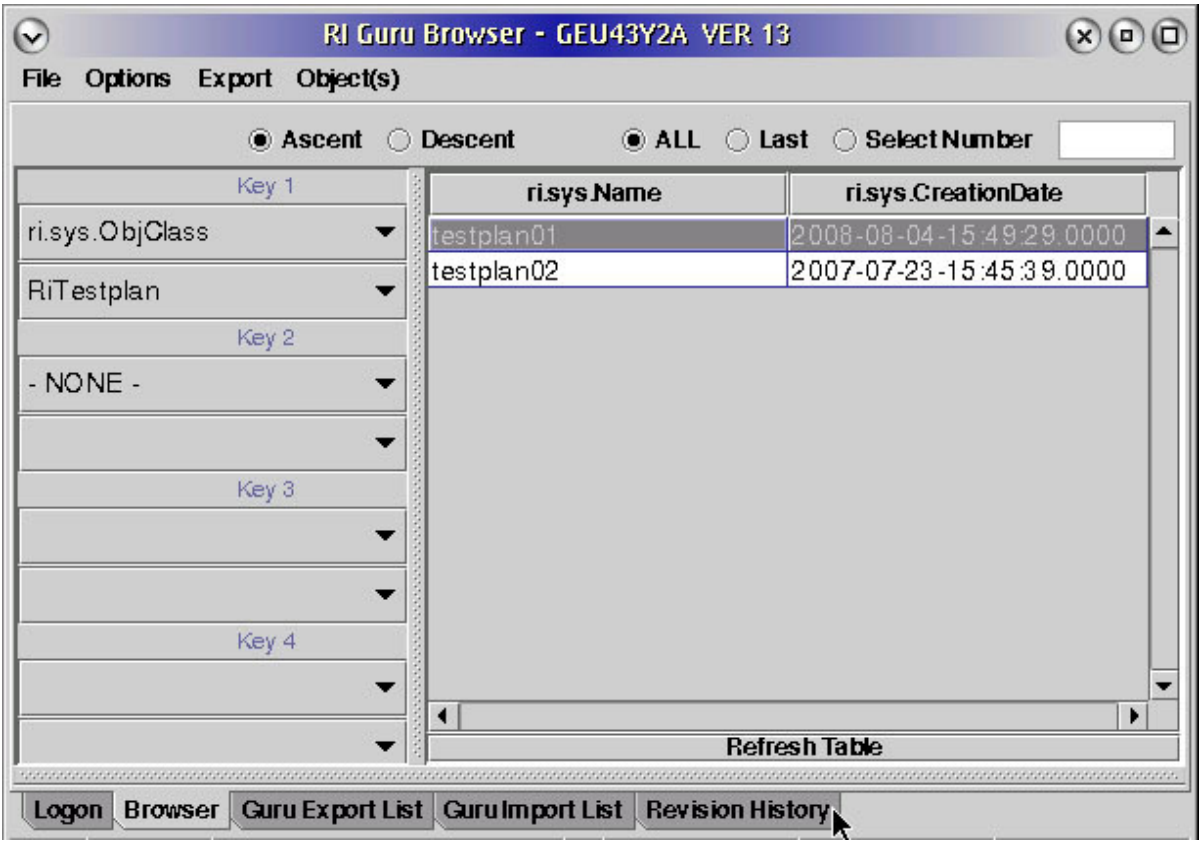 RI Guru Browser - GEU43Y2A VER 13
File Options Export Object(s)
Ascent Descent ALL Last Select Number
Key 1
ri.sys.ObjClass
RiTestplan
Key 2
- NONE -
Key 3
Key 4
ri.sys.Name ri.sys.CreationDate
testplan01 2008-08-04-15:49:29.0000
testplan02 2007-07-23-15:45:39.0000
Refresh Table
Logon Browser Guru Export List Guru Import List Revision History